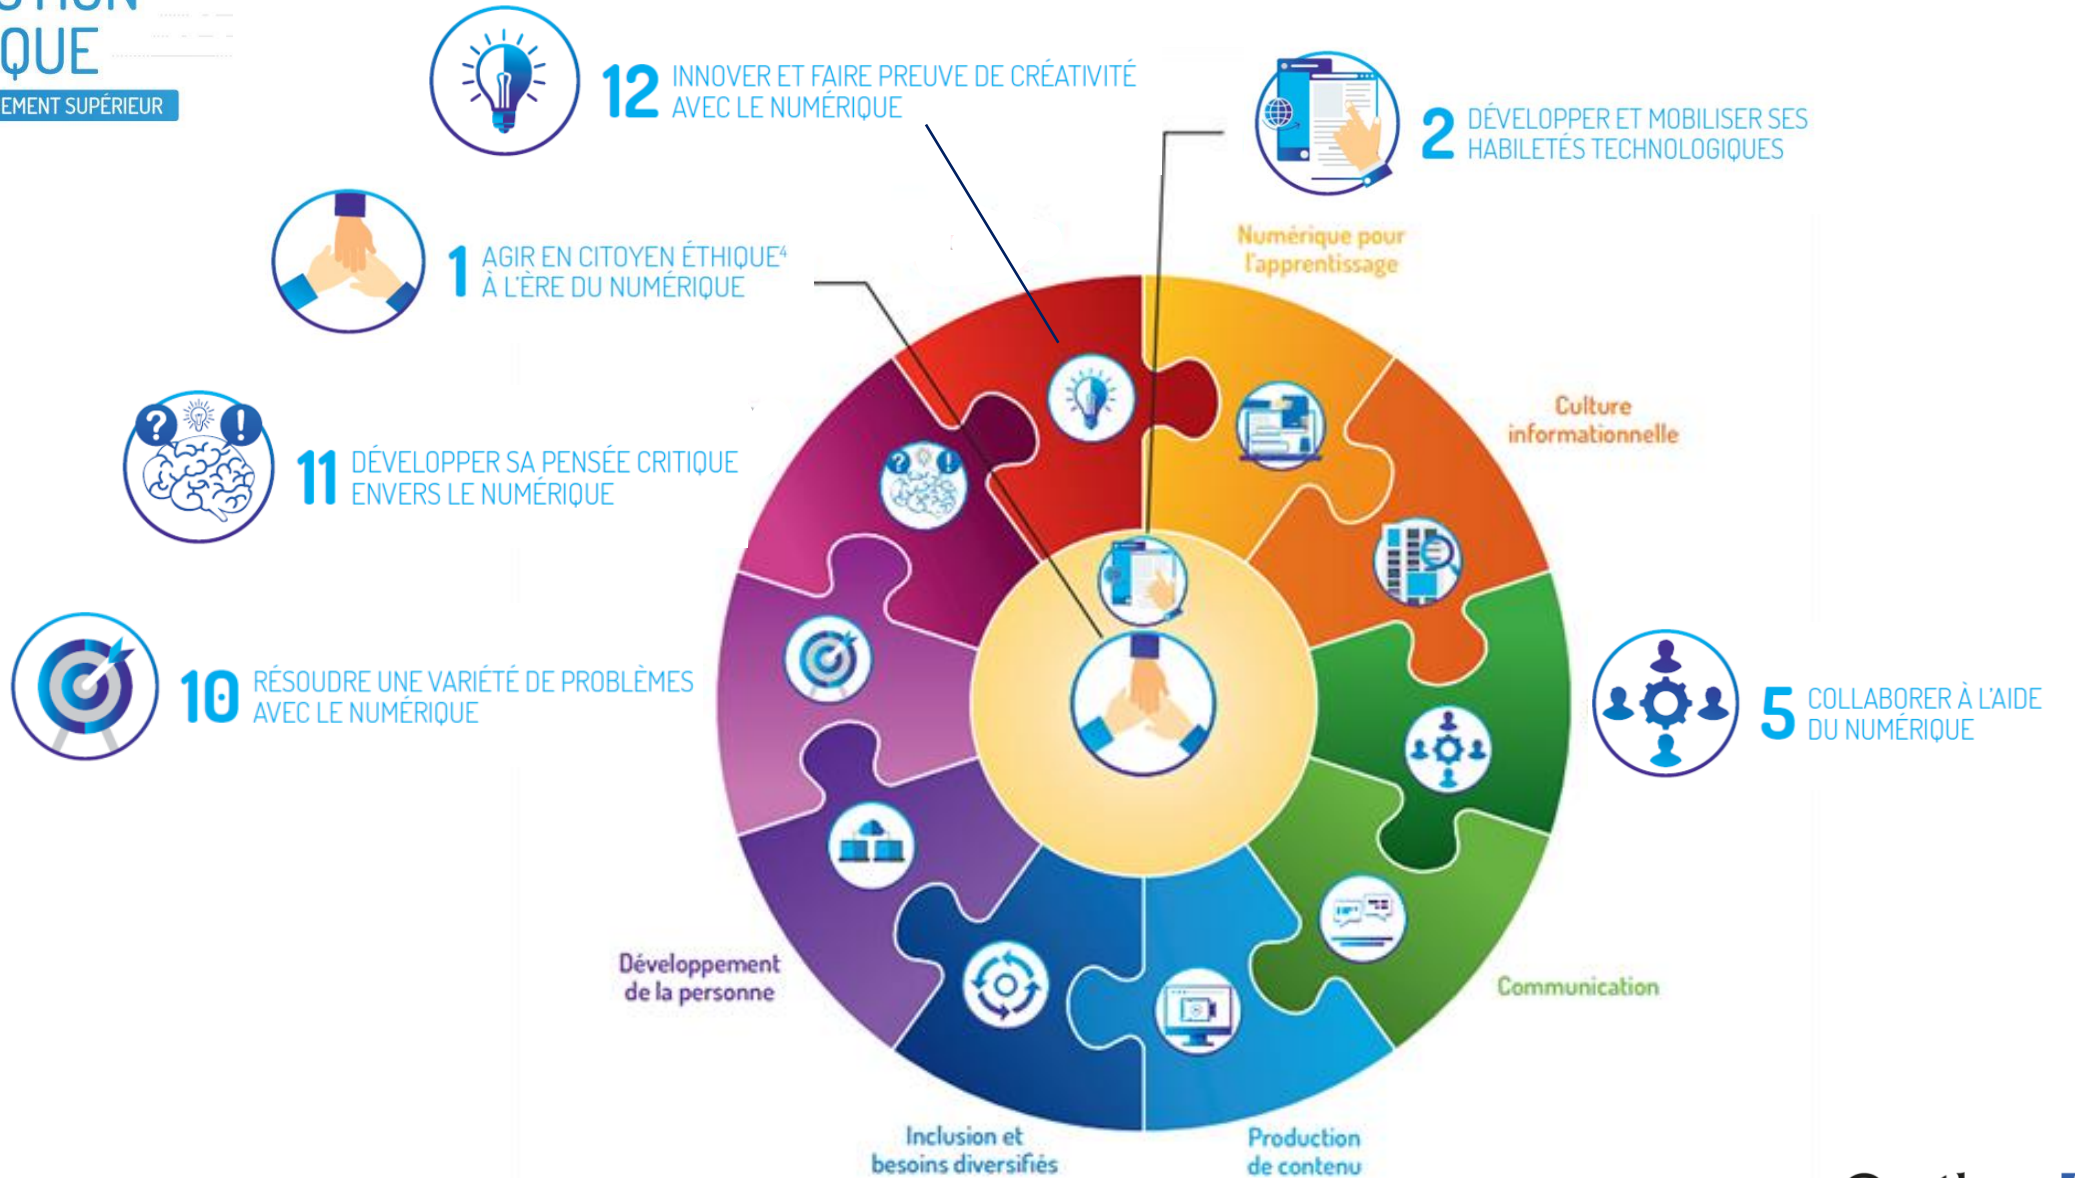 QUE
EMENT SUPÉRIEUR
12 INNOVER ET FAIRE PREUVE DE CRÉATIVITÉ
AVEC LE NUMÉRIQUE
2 DÉVELOPPER ET MOBILISER SES
HABILETÉS TECHNOLOGIQUES
1 AGIR EN CITOYEN ÉTHIQUE⁴
À L'ÈRE DU NUMÉRIQUE
Numérique pour
l'apprentissage
Culture
informationnelle
11 DÉVELOPPER SA PENSÉE CRITIQUE
ENVERS LE NUMÉRIQUE
10 RÉSOUDRE UNE VARIÉTÉ DE PROBLÈMES
AVEC LE NUMÉRIQUE
5 COLLABORER À L'AIDE
DU NUMÉRIQUE
Développement
de la personne
Communication
Inclusion et
besoins diversifiés
Production
de contenu